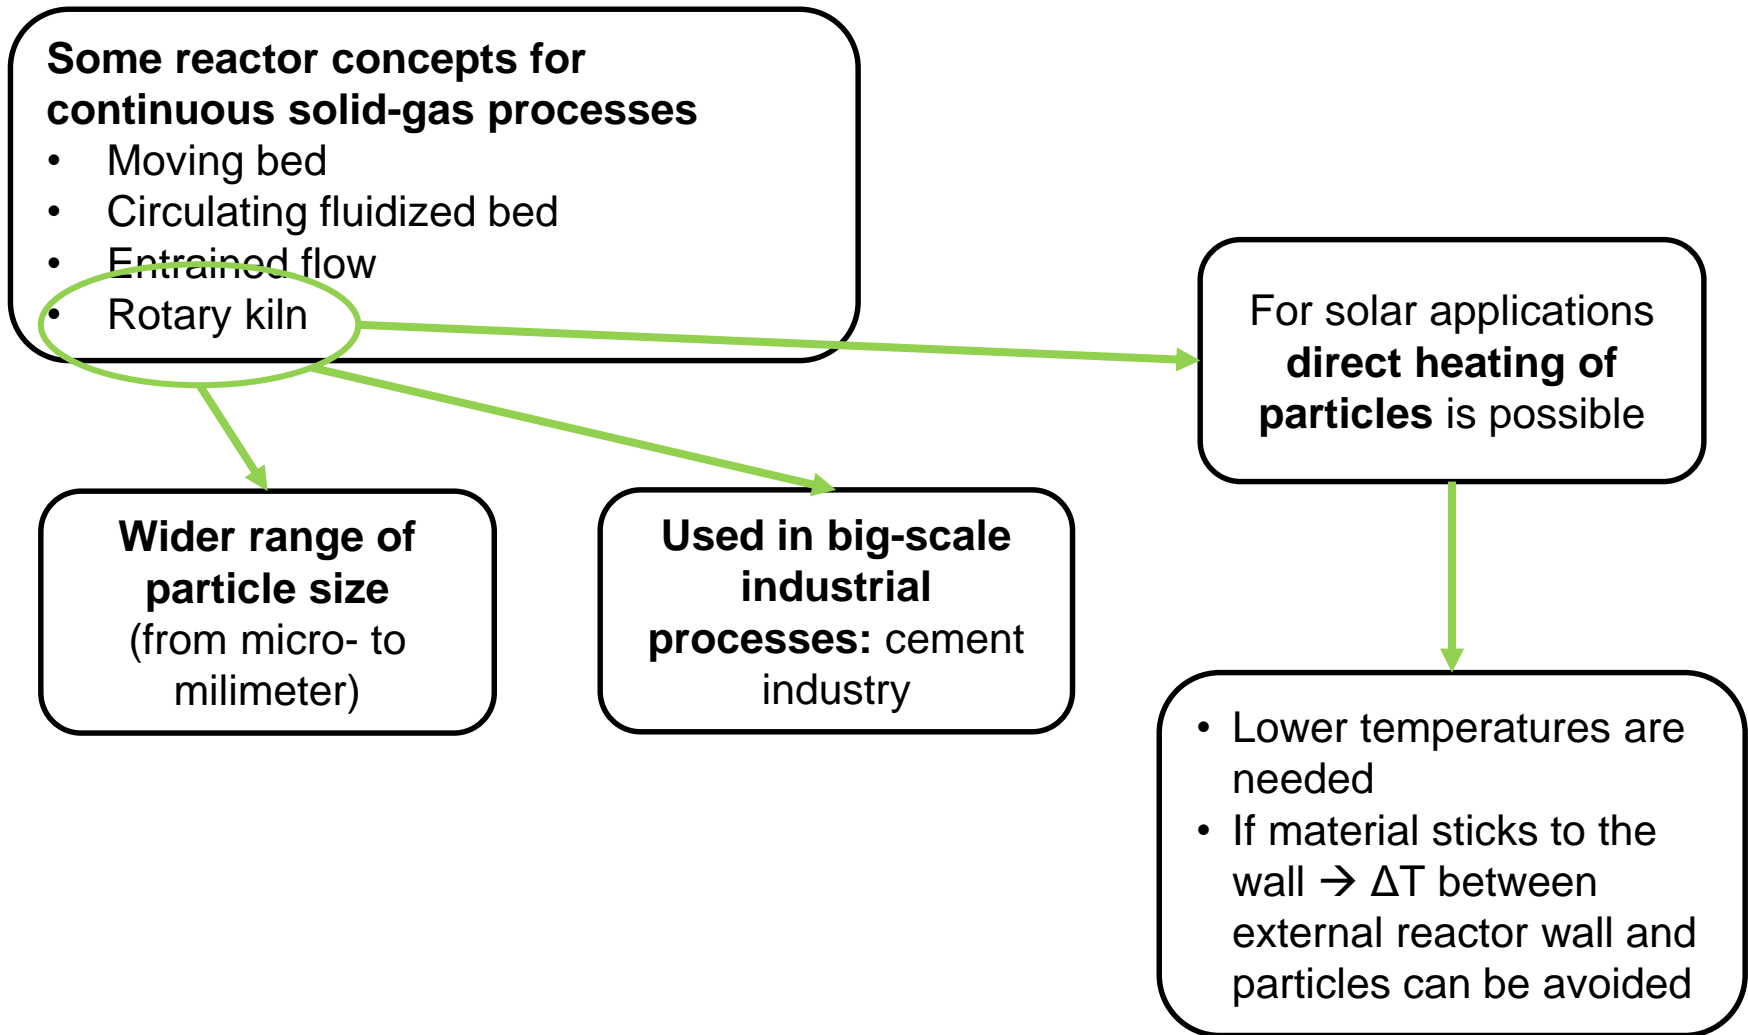 Some reactor concepts for
continuous solid-gas processes
• Moving bed
• Circulating fluidized bed
• Entrained flow
• Rotary kiln
For solar applications
direct heating of
particles is possible
Wider range of
particle size
(from micro- to
milimeter)
Used in big-scale
industrial
processes: cement
industry
• Lower temperatures are
needed
• If material sticks to the
wall → ΔT between
external reactor wall and
particles can be avoided